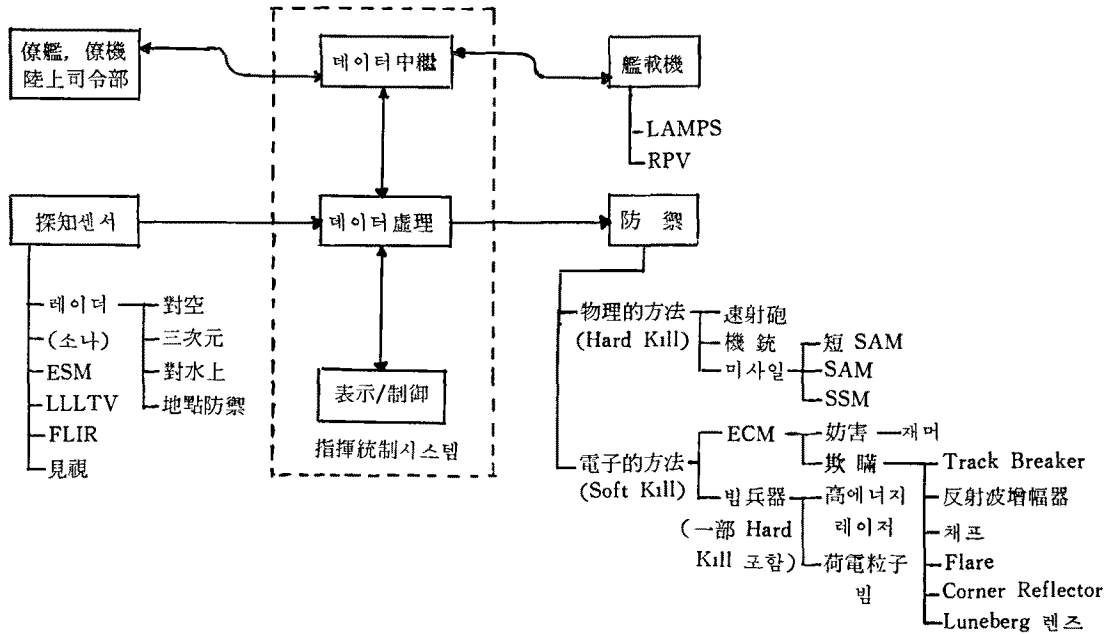 僚艦, 僚機
陸上司令部
데이터中繼
艦載機
LAMPS
RPV
探知센서
데이터處理
防 禦
레이더
對空
(소나)
三次元
ESM
對水上
LLLTV
地點防禦
FLIR
見視
表示/制御
指揮統制시스템
物理的方法
(Hard Kill)
速射砲
機 銃
미사일
短 SAM
SAM
SSM
電子的方法
(Soft Kill)
ECM
妨害
재머
欺 瞞
Track Breaker
反射波增幅器
채프
Flare
Corner Reflector
Luneberg 렌즈
빔兵器
(一部 Hard
Kill 포함)
高에너지
레이저
荷電粒子
빔